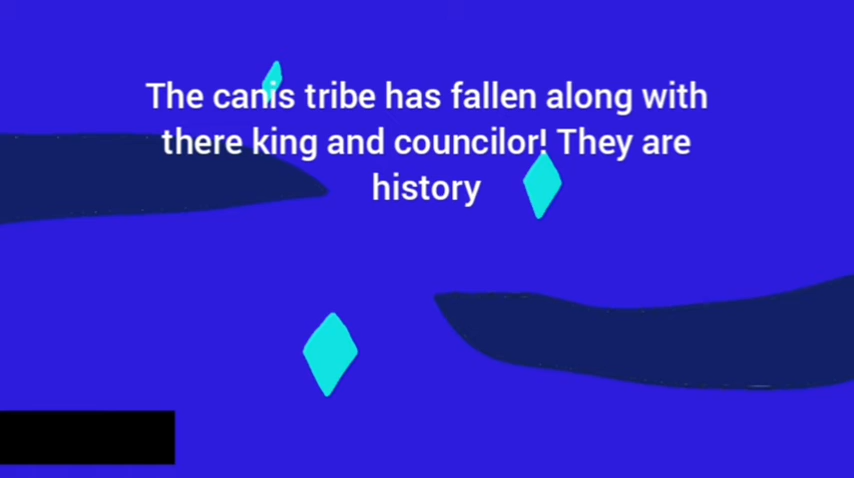 The canis tribe has fallen along with
there king and councilor! They are
history